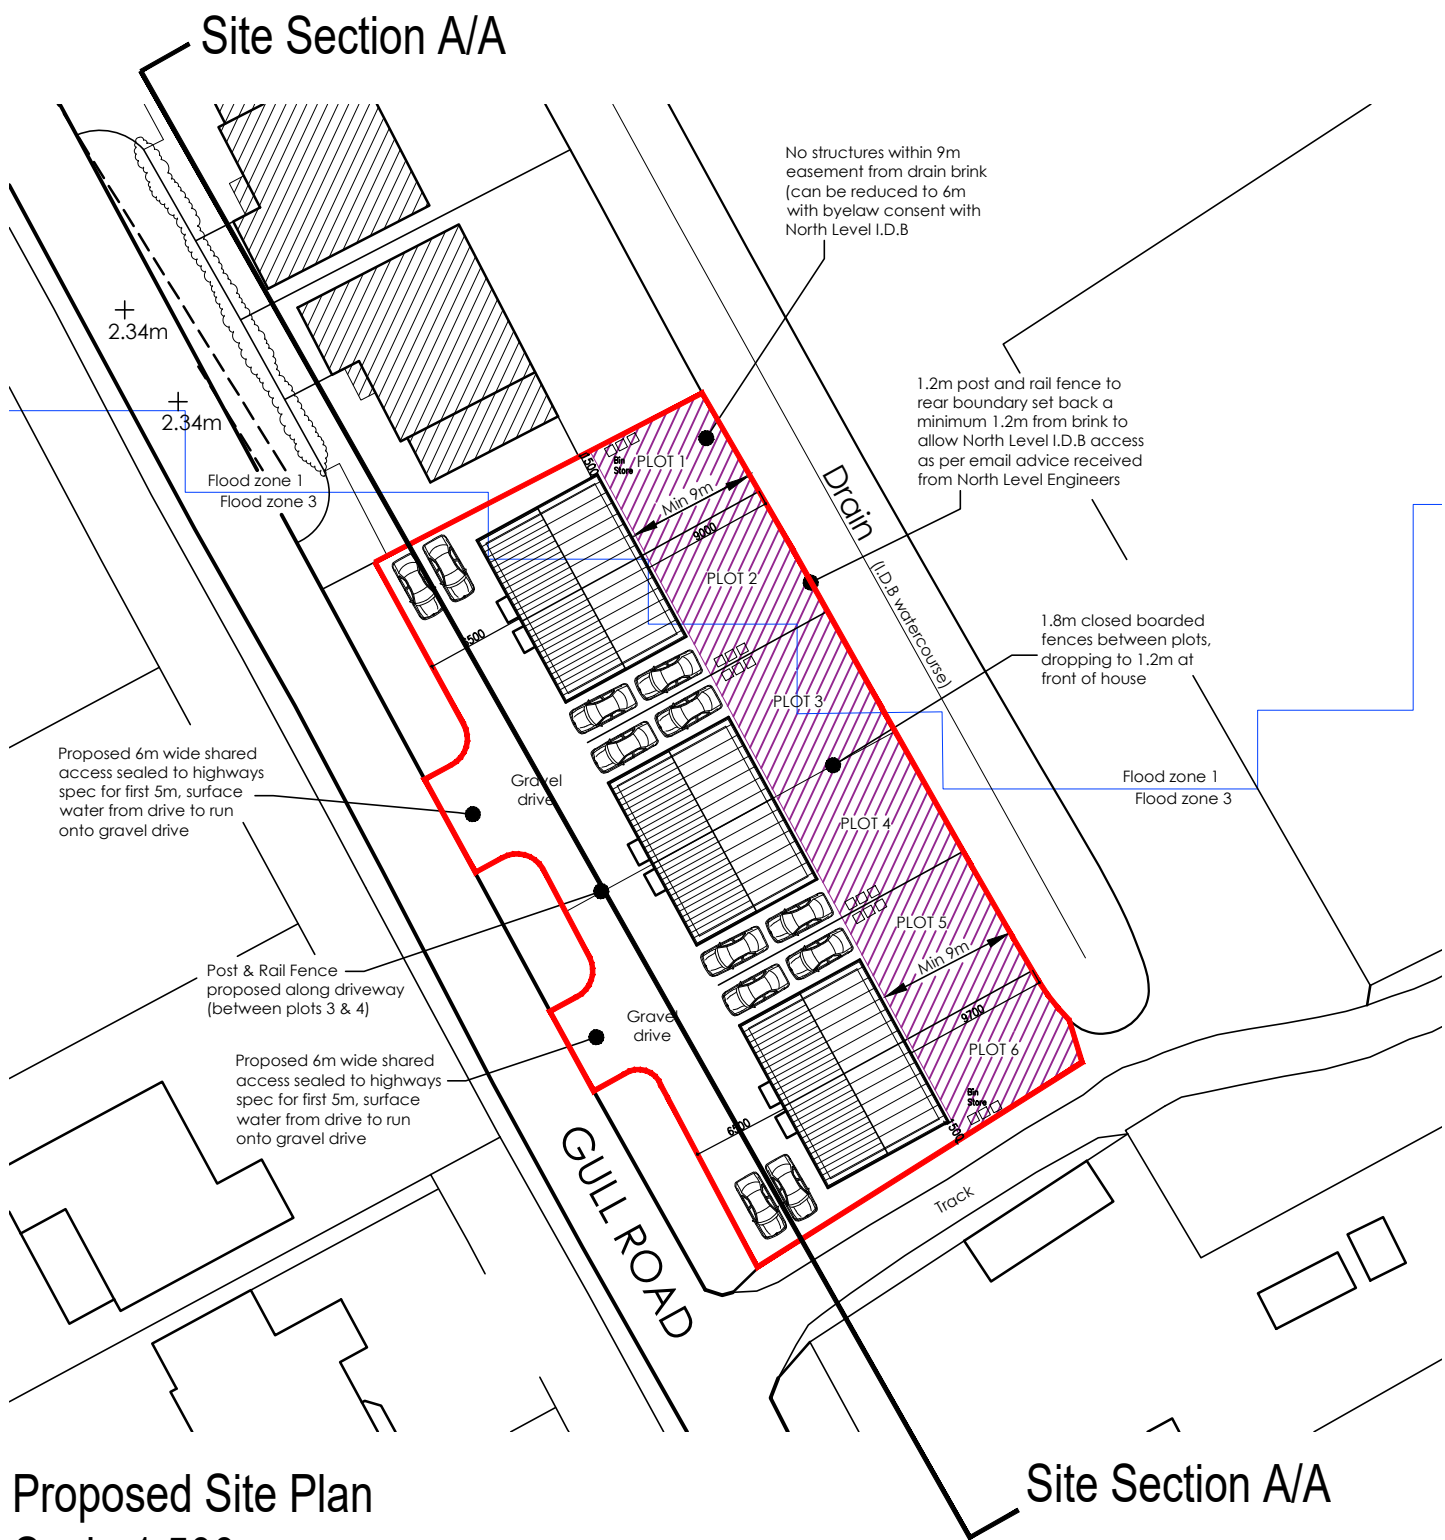 Site Section A/A
No structures within 9m
easement from drain brink
(can be reduced to 6m
with byelaw consent with
North Level I.D.B
2.34m
2.34m
1.2m post and rail fence to
rear boundary set back a
minimum 1.2m from brink to
allow North Level I.D.B access
as per email advice received
from North Level Engineers
Flood zone 1
Flood zone 3
1500
Bin
Store
PLOT 1
Min 9m
9000
Drain
(I.D.B watercourse)
PLOT 2
6500
1.8m closed boarded
fences between plots,
dropping to 1.2m at
front of house
PLOT 3
Proposed 6m wide shared
access sealed to highways
spec for first 5m, surface
water from drive to run
onto gravel drive
Gravel
drive
Flood zone 1
Flood zone 3
PLOT 4
PLOT 5
Min 9m
Post & Rail Fence
proposed along driveway
(between plots 3 & 4)
9700
Gravel
drive
PLOT 6
Proposed 6m wide shared
access sealed to highways
spec for first 5m, surface
water from drive to run
onto gravel drive
Bin
Store
6500
GULL ROAD
Track
Site Section A/A
Proposed Site Plan